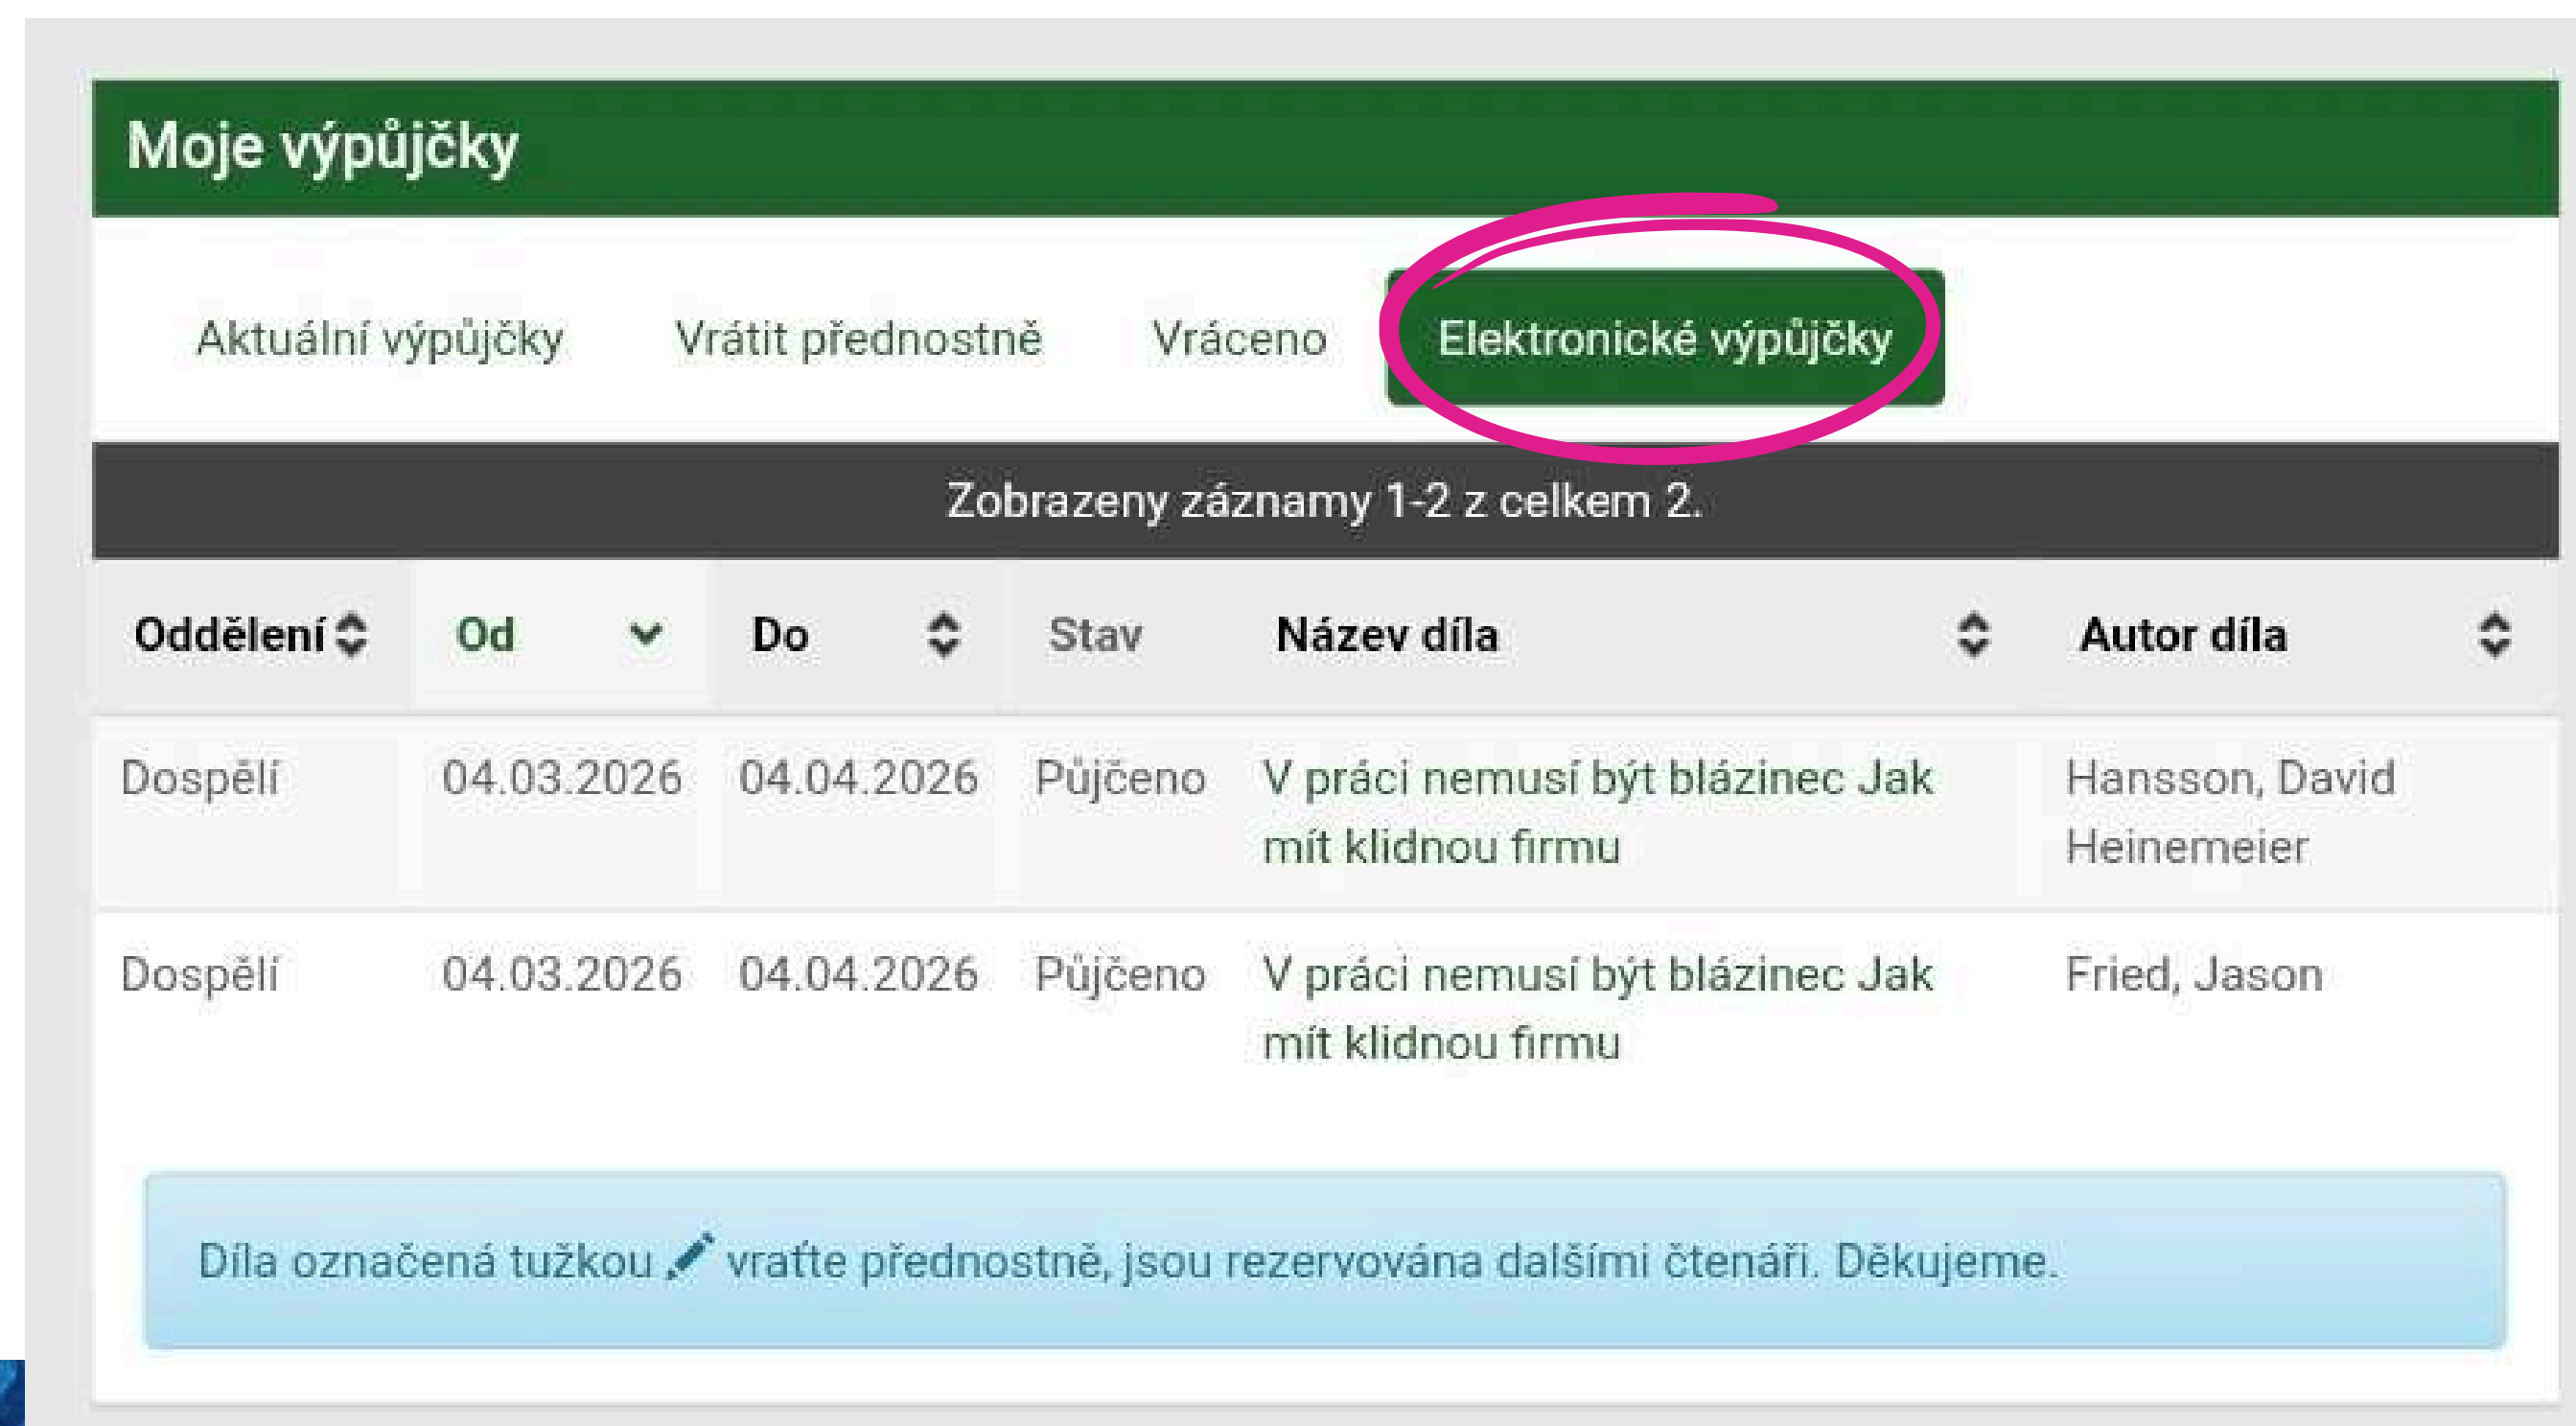 Moje výpůjčky
Aktuální výpůjčky Vrátit přednostně Vráceno Elektronické výpůjčky
Zobrazeny záznamy 1-2 z celkem 2.
Oddělení Od Do Stav Název díla Autor díla
Dospělí 04.03.2026 04.04.2026 Půjčeno V práci nemusí být blázinec Jak Hansson, David
mít klidnou firmu Heinemeier
Dospělí 04.03.2026 04.04.2026 Půjčeno V práci nemusí být blázinec Jak Fried, Jason
mít klidnou firmu
Díla označená tužkou vraťte přednostně, jsou rezervována dalšími čtenáři. Děkujeme.